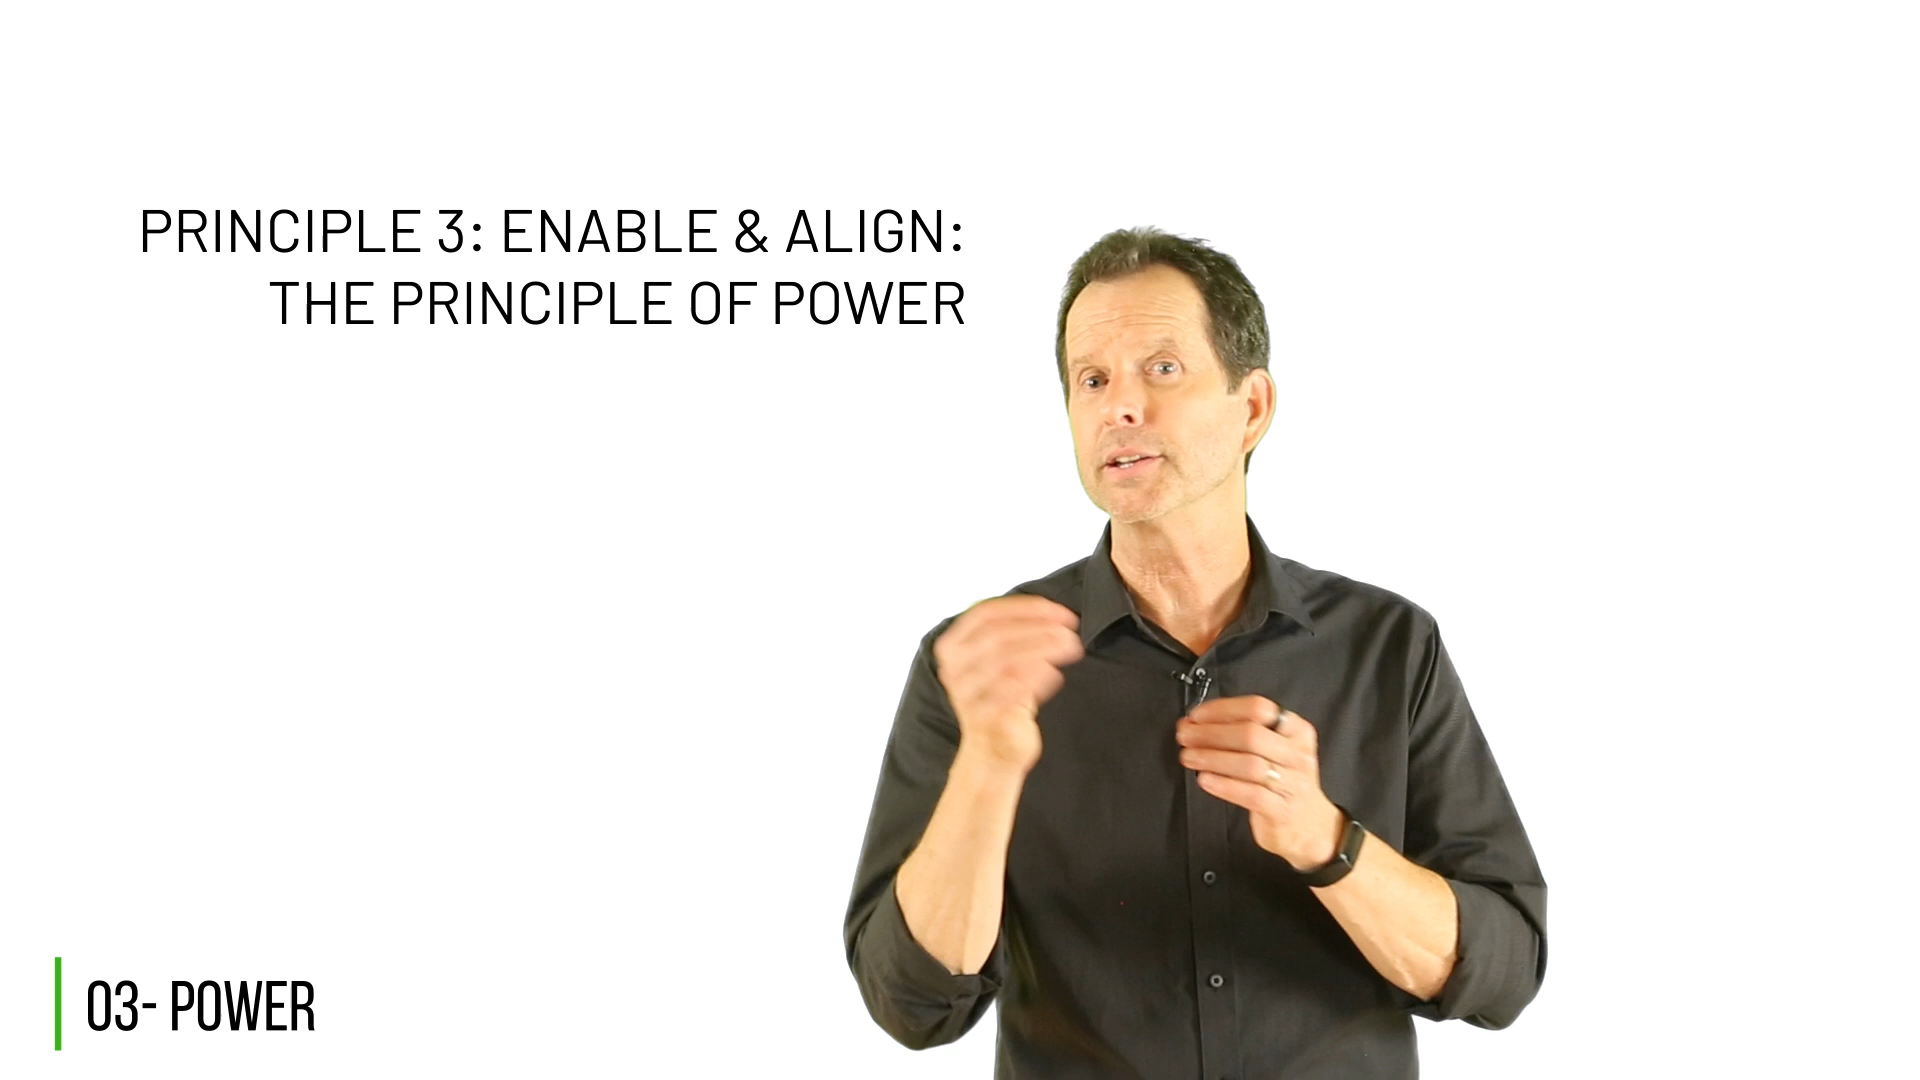 PRINCIPLE 3: ENABLE & ALIGN:
THE PRINCIPLE OF POWER
03- POWER